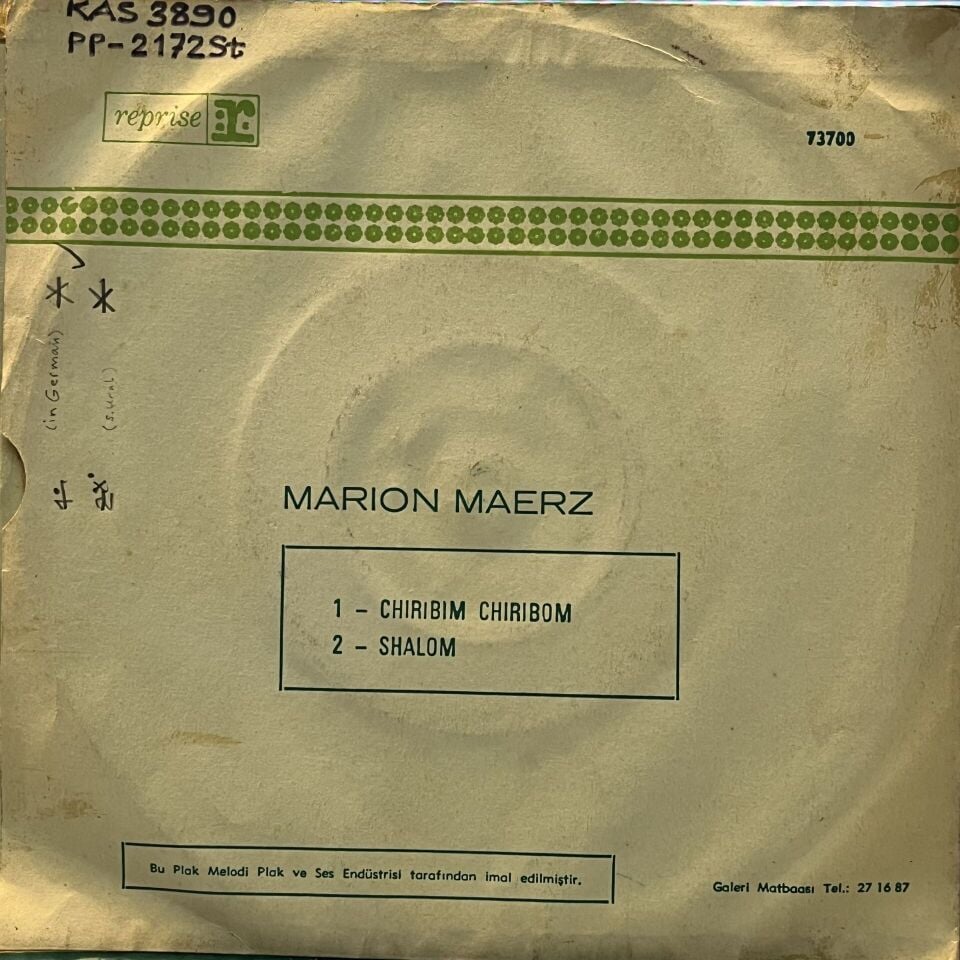 KAS 3890
PP-2172St
reprise r:
73700
(in German)
(s.ural)
MARION MAERZ
1 - CHIRIBIM CHIRIBOM
2 - SHALOM
Bu Plak Melodi Plak ve Ses Endüstrisi tarafından imal edilmiştir.
Galeri Matbaası Tel.: 27 16 87